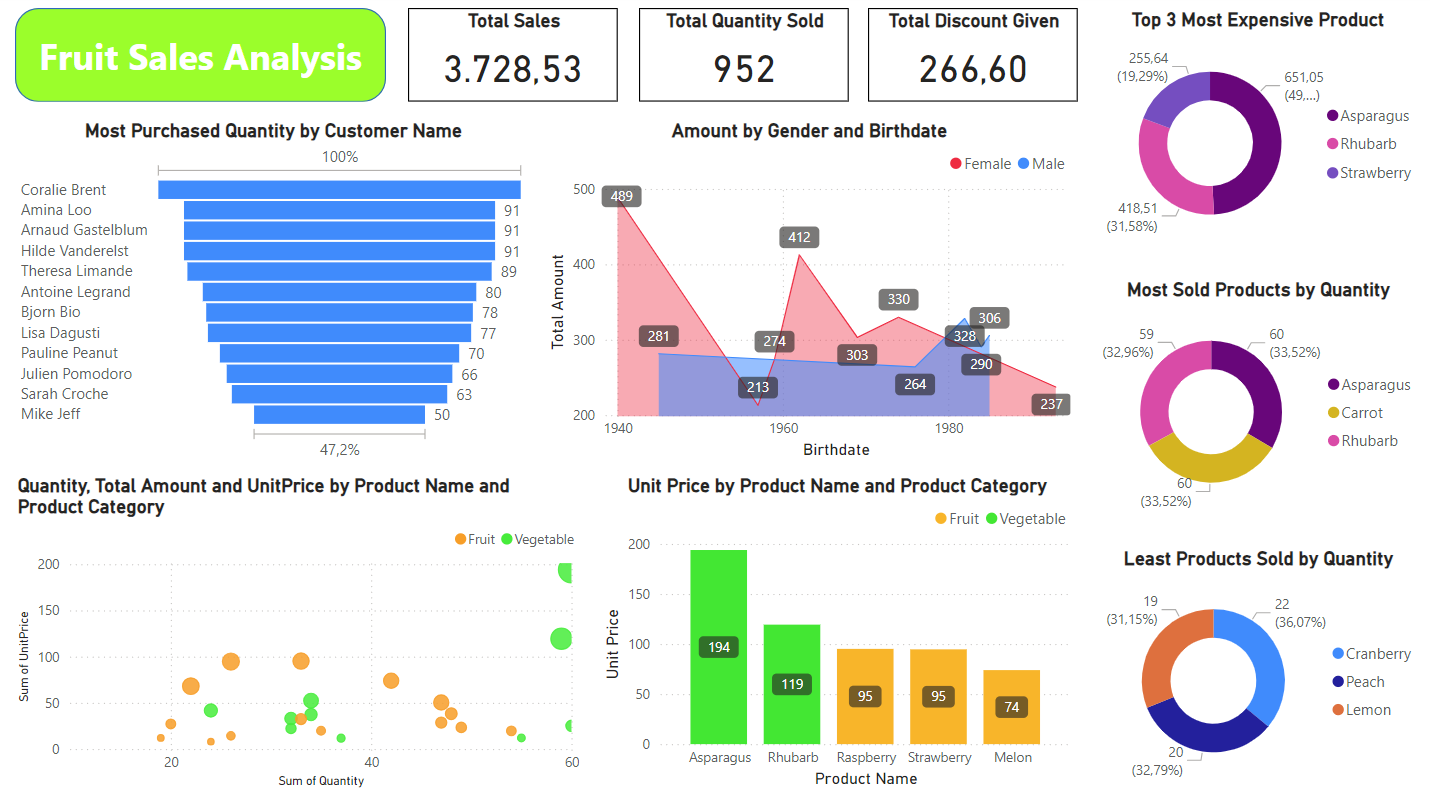 Fruit Sales Analysis
Total Sales
3.728,53
Total Quantity Sold
952
Total Discount Given
266,60
Most Purchased Quantity by Customer Name
100%
Coralie Brent
Amina Loo 91
Arnaud Gastelblum 91
Hilde Vanderelst 91
Theresa Limande 89
Antoine Legrand 80
Bjorn Bio 78
Lisa Dagusti 77
Pauline Peanut 70
Julien Pomodoro 66
Sarah Croche 63
Mike Jeff 50
47,2%
Amount by Gender and Birthdate
Female Male
Total Amount
500
400
300
200
489
412
330
306
281
274
328
303
290
264
213
237
1940 1960 1980
Birthdate
Top 3 Most Expensive Product
255,64
(19,29%)
651,05
(49,...)
418,51
(31,58%)
Asparagus
Rhubarb
Strawberry
Most Sold Products by Quantity
59
(32,96%)
60
(33,52%)
60
(33,52%)
Asparagus
Carrot
Rhubarb
Quantity, Total Amount and UnitPrice by Product Name and
Product Category
Fruit Vegetable
Sum of UnitPrice
200
150
100
50
0
20 40 60
Sum of Quantity
Unit Price by Product Name and Product Category
Fruit Vegetable
Unit Price
200
150
100
50
0
194
119
95
95
74
Asparagus Rhubarb Raspberry Strawberry Melon
Product Name
Least Products Sold by Quantity
19
(31,15%)
22
(36,07%)
20
(32,79%)
Cranberry
Peach
Lemon